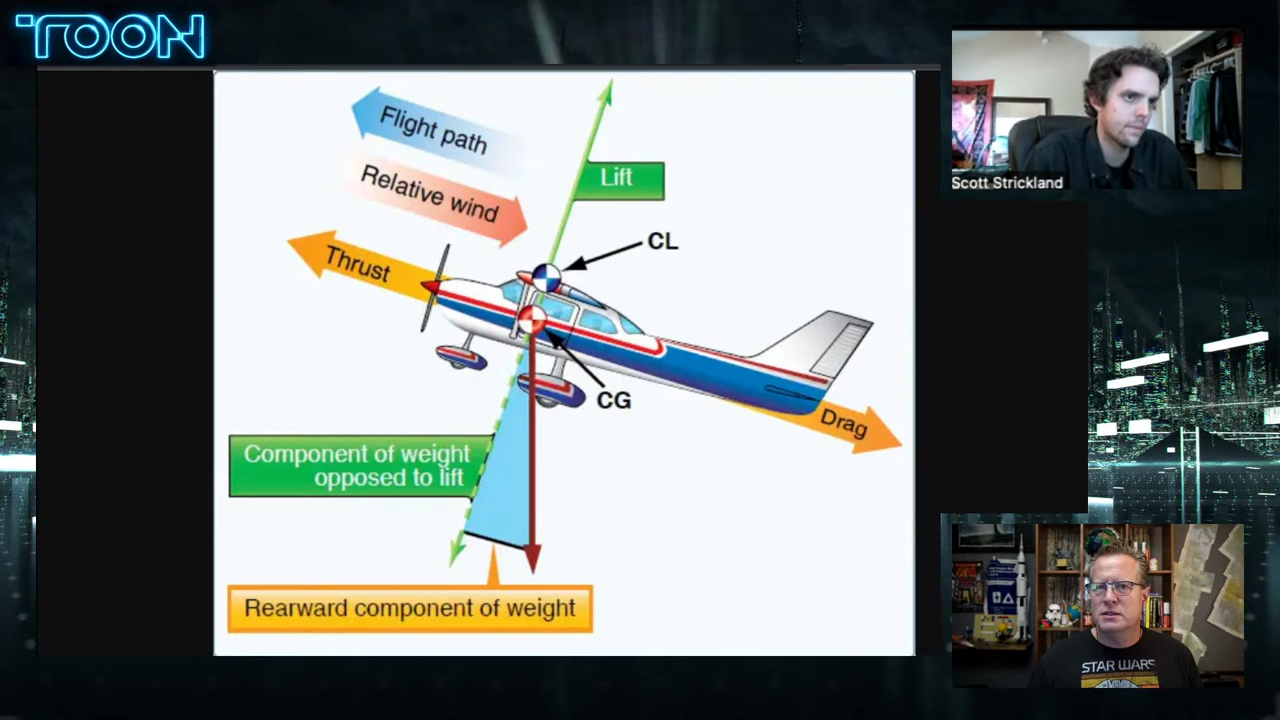 TOON
Flight path
Relative wind
Lift
CL
Thrust
CG
Drag
Component of weight
opposed to lift
Rearward component of weight
Scott Strickland
STAR WARS